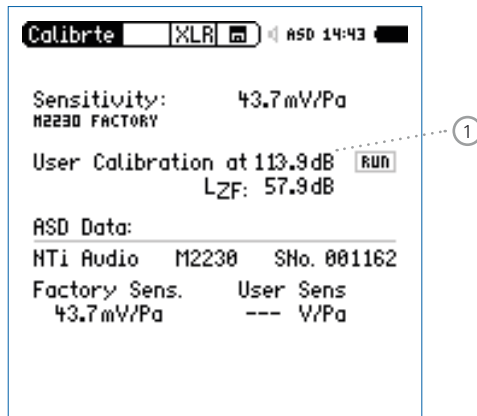 Calibrte XLR ASD 14:43
Sensitivity: 43.7mV/Pa
M2230 FACTORY
1
User Calibration at 113.9dB RUN
LZF: 57.9dB
ASD Data:
NTi Audio M2230 SNo. 001162
Factory Sens. User Sens
43.7mV/Pa --- V/Pa